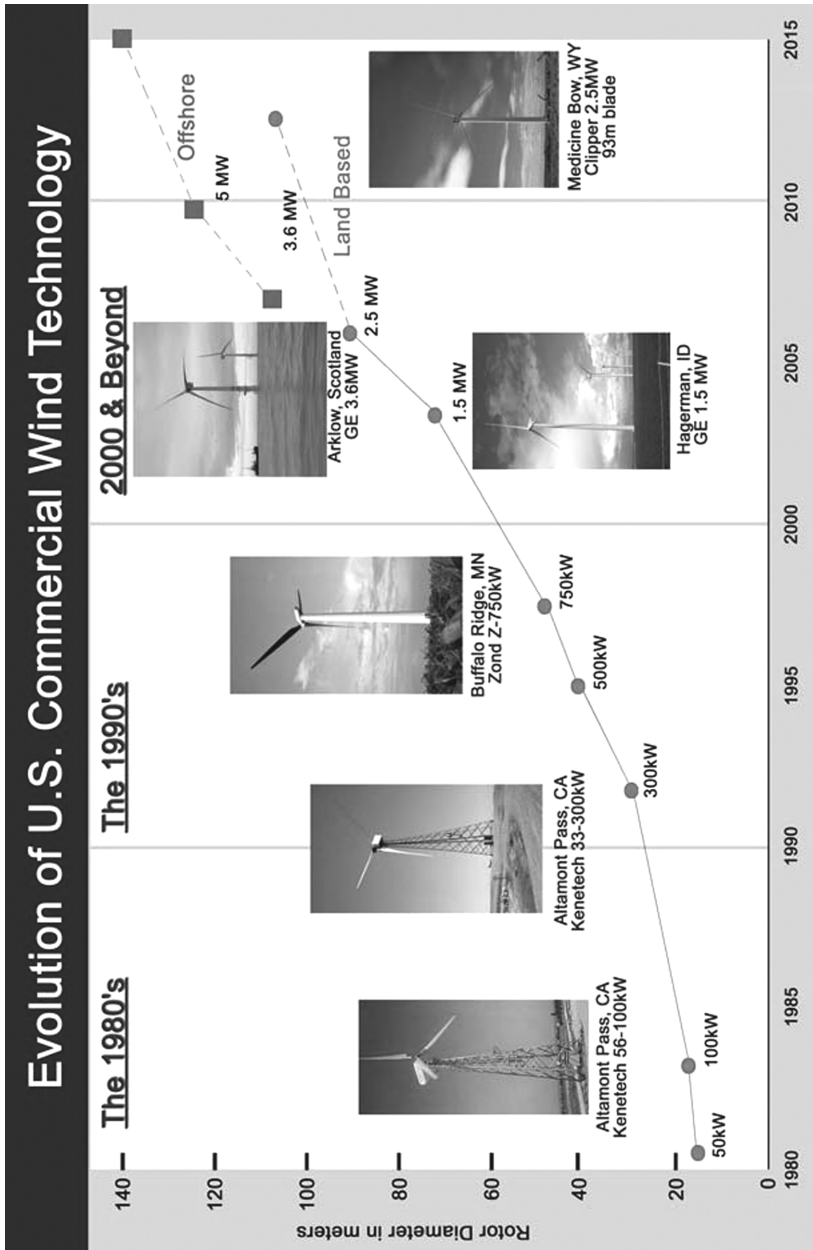 Evolution of U.S. Commercial Wind Technology
The 1980's
The 1990's
2000 & Beyond
140
120
100
80
60
40
20
0
Rotor Diameter in meters
Altamont Pass, CA
Kenetech 56-100kW
Altamont Pass, CA
Kenetech 33-300kW
Buffalo Ridge, MN
Zond Z-750kW
Arklow, Scotland
GE 3.6MW
Hagerman, ID
GE 1.5 MW
Medicine Bow, WY
Clipper 2.5MW
93m blade
50kW
100kW
300kW
500kW
750kW
1.5 MW
2.5 MW
3.6 MW
5 MW
Offshore
Land Based
1980
1985
1990
1995
2000
2005
2010
2015